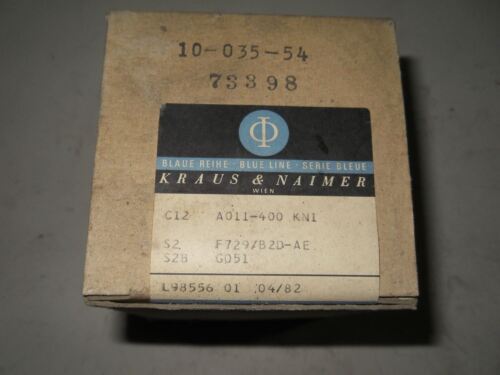 10-035-54
73398
Φ
BLAUE REIHE · BLUE LINE · SERIE BLEUE
KRAUS & NAIMER
WIEN
C12 A011-400 KN1
S2 F729/B2D-AE
S2B GD51
L98556 01 04/82